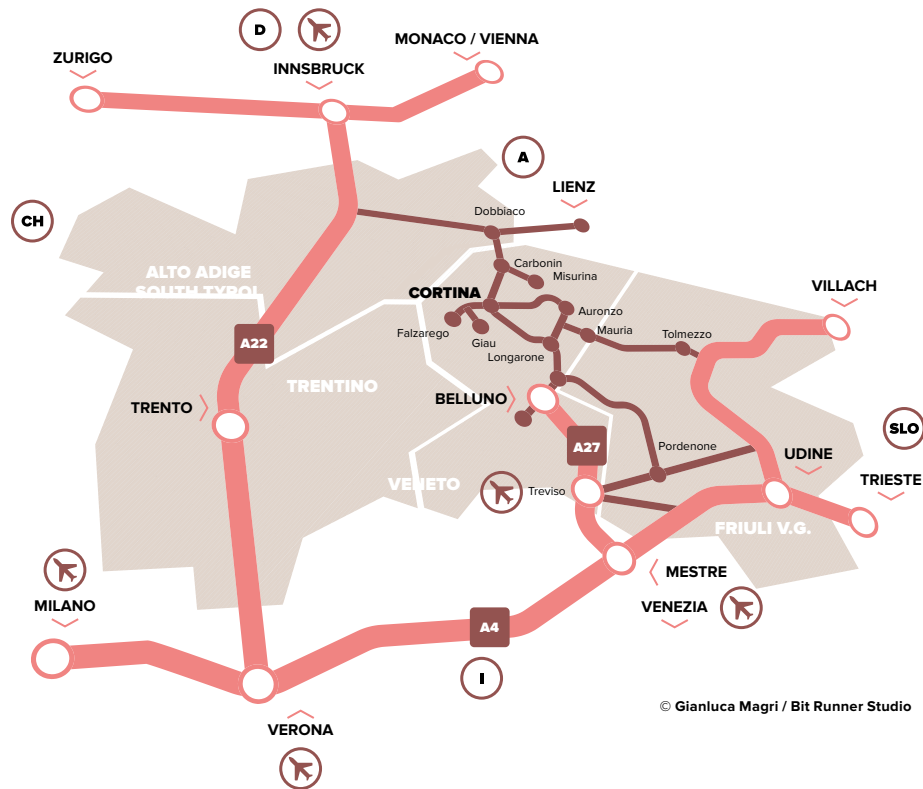 D
MONACO / VIENNA
ZURIGO
INNSBRUCK
A
LIENZ
CH
Dobbiaco
Carbonin
ALTO ADIGE
SOUTH TYROL
Misurina
CORTINA
VILLACH
Auronzo
Falzarego
Giau
Mauria
Tolmezzo
A22
Longarone
TRENTINO
BELLUNO
TRENTO
SLO
A27
Pordenone
UDINE
VENETO
Treviso
TRIESTE
FRIULI V.G.
MESTRE
MILANO
VENEZIA
A4
I
© Gianluca Magri / Bit Runner Studio
VERONA